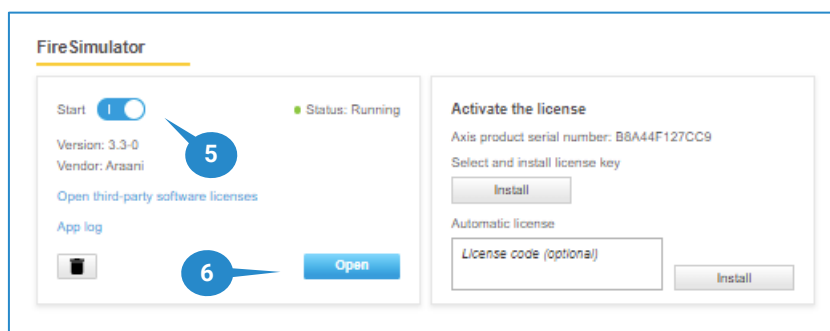 FireSimulator
Start
Status: Running
5
Version: 3.3-0
Vendor: Araani
Open third-party software licenses
App log
6
Open
Activate the license
Axis product serial number: B8A44F127CC9
Select and install license key
Install
Automatic license
License code (optional)
Install